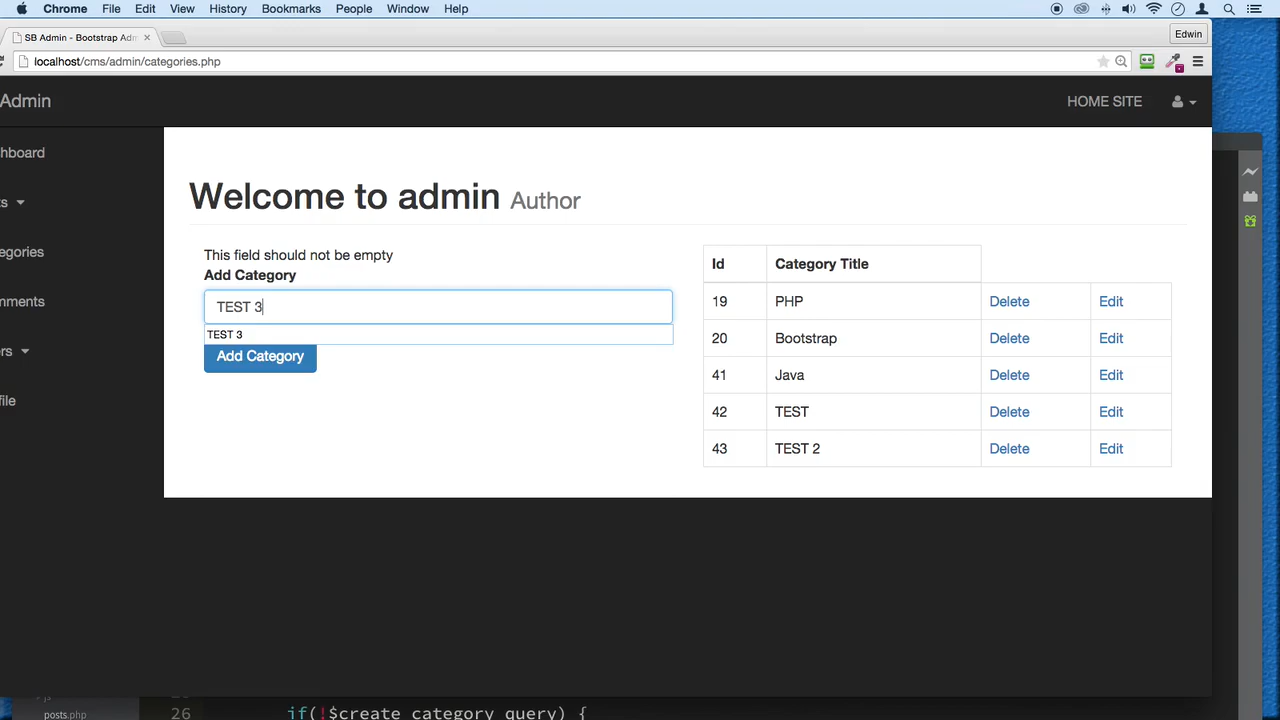 Chrome File Edit View History Bookmarks People Window Help
SB Admin - Bootstrap Adm
Edwin
localhost/cms/admin/categories.php
Admin
HOME SITE
hboard
ts
egories
mments
ers
file
Welcome to admin Author
This field should not be empty
Add Category
TEST 3
TEST 3
Add Category
Id Category Title
19 PHP Delete Edit
20 Bootstrap Delete Edit
41 Java Delete Edit
42 TEST Delete Edit
43 TEST 2 Delete Edit
posts.php
26 if(!$create_category_query) {